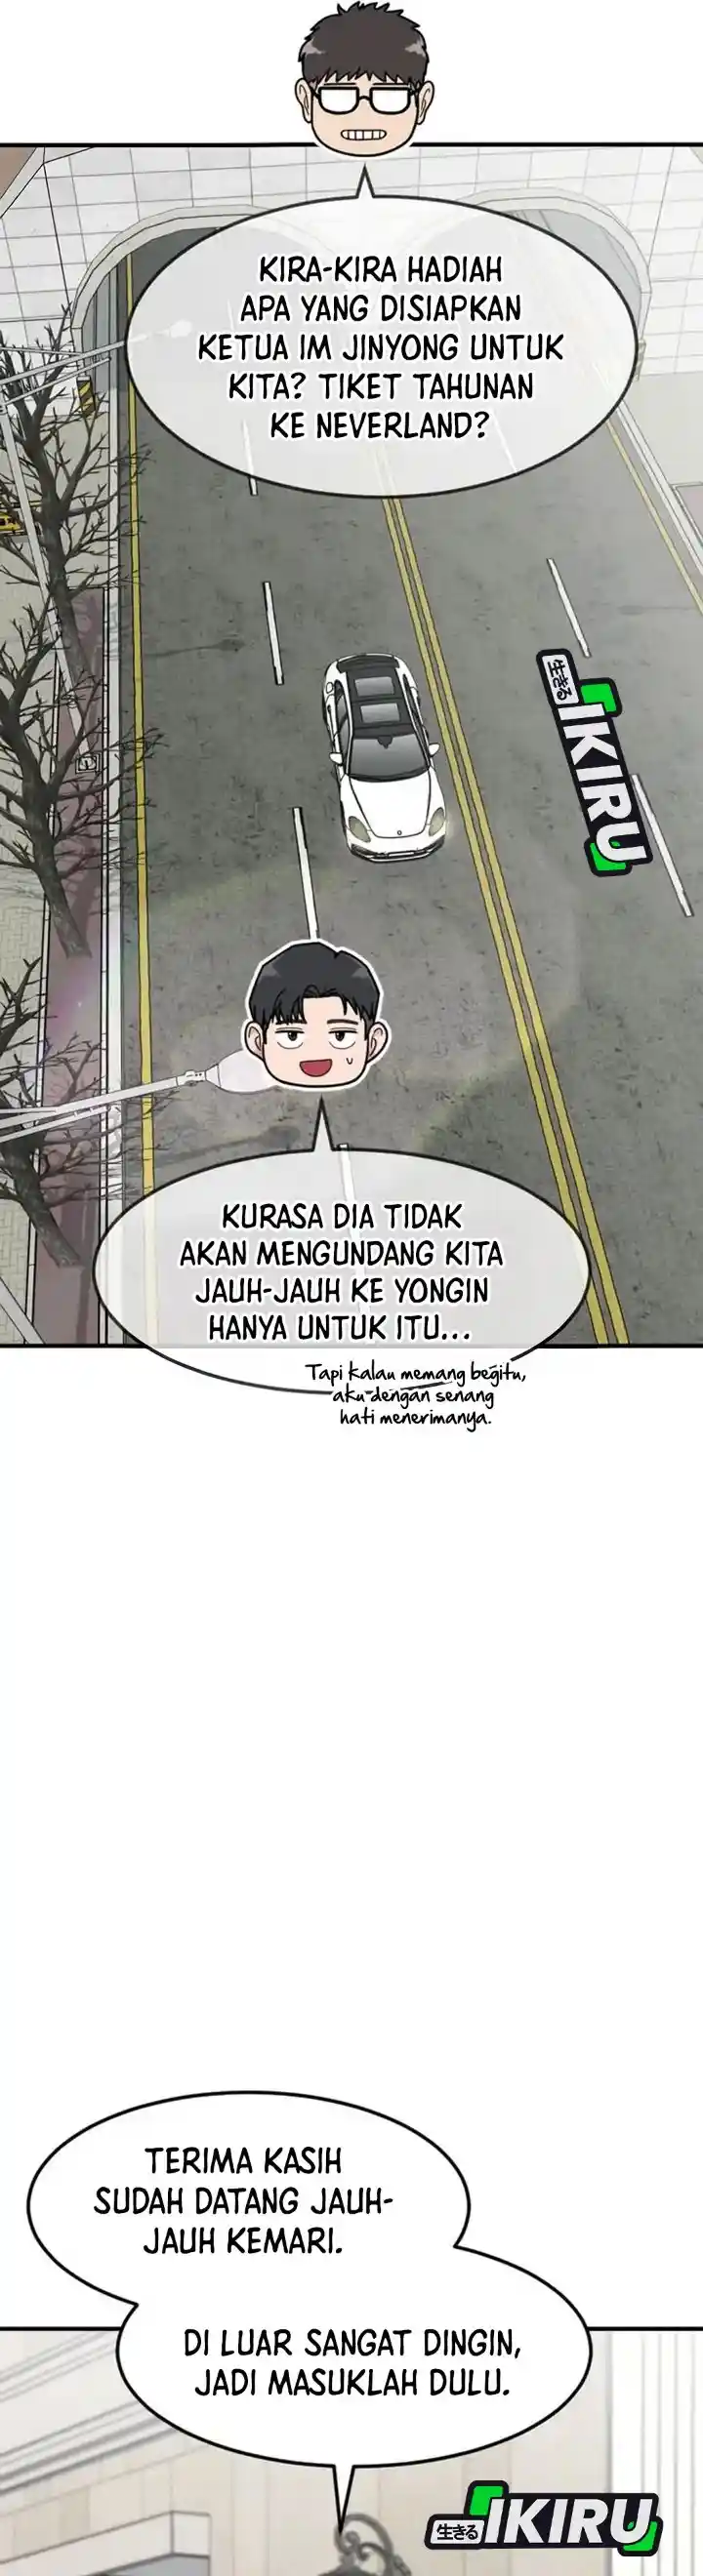 KIRA-KIRA HADIAH
APA YANG DISIAPKAN
KETUA IM JINYONG UNTUK
KITA? TIKET TAHUNAN
KE NEVERLAND?
生きる
IKIRU
KURASA DIA TIDAK
AKAN MENGUNDANG KITA
JAUH-JAUH KE YONGIN
HANYA UNTUK ITU...
Tapi kalau memang begitu,
aku dengan senang
hati menerimanya.
TERIMA KASIH
SUDAH DATANG JAUH-
JAUH KEMARI.
DI LUAR SANGAT DINGIN,
JADI MASUKLAH DULU.
生きる IKIRU